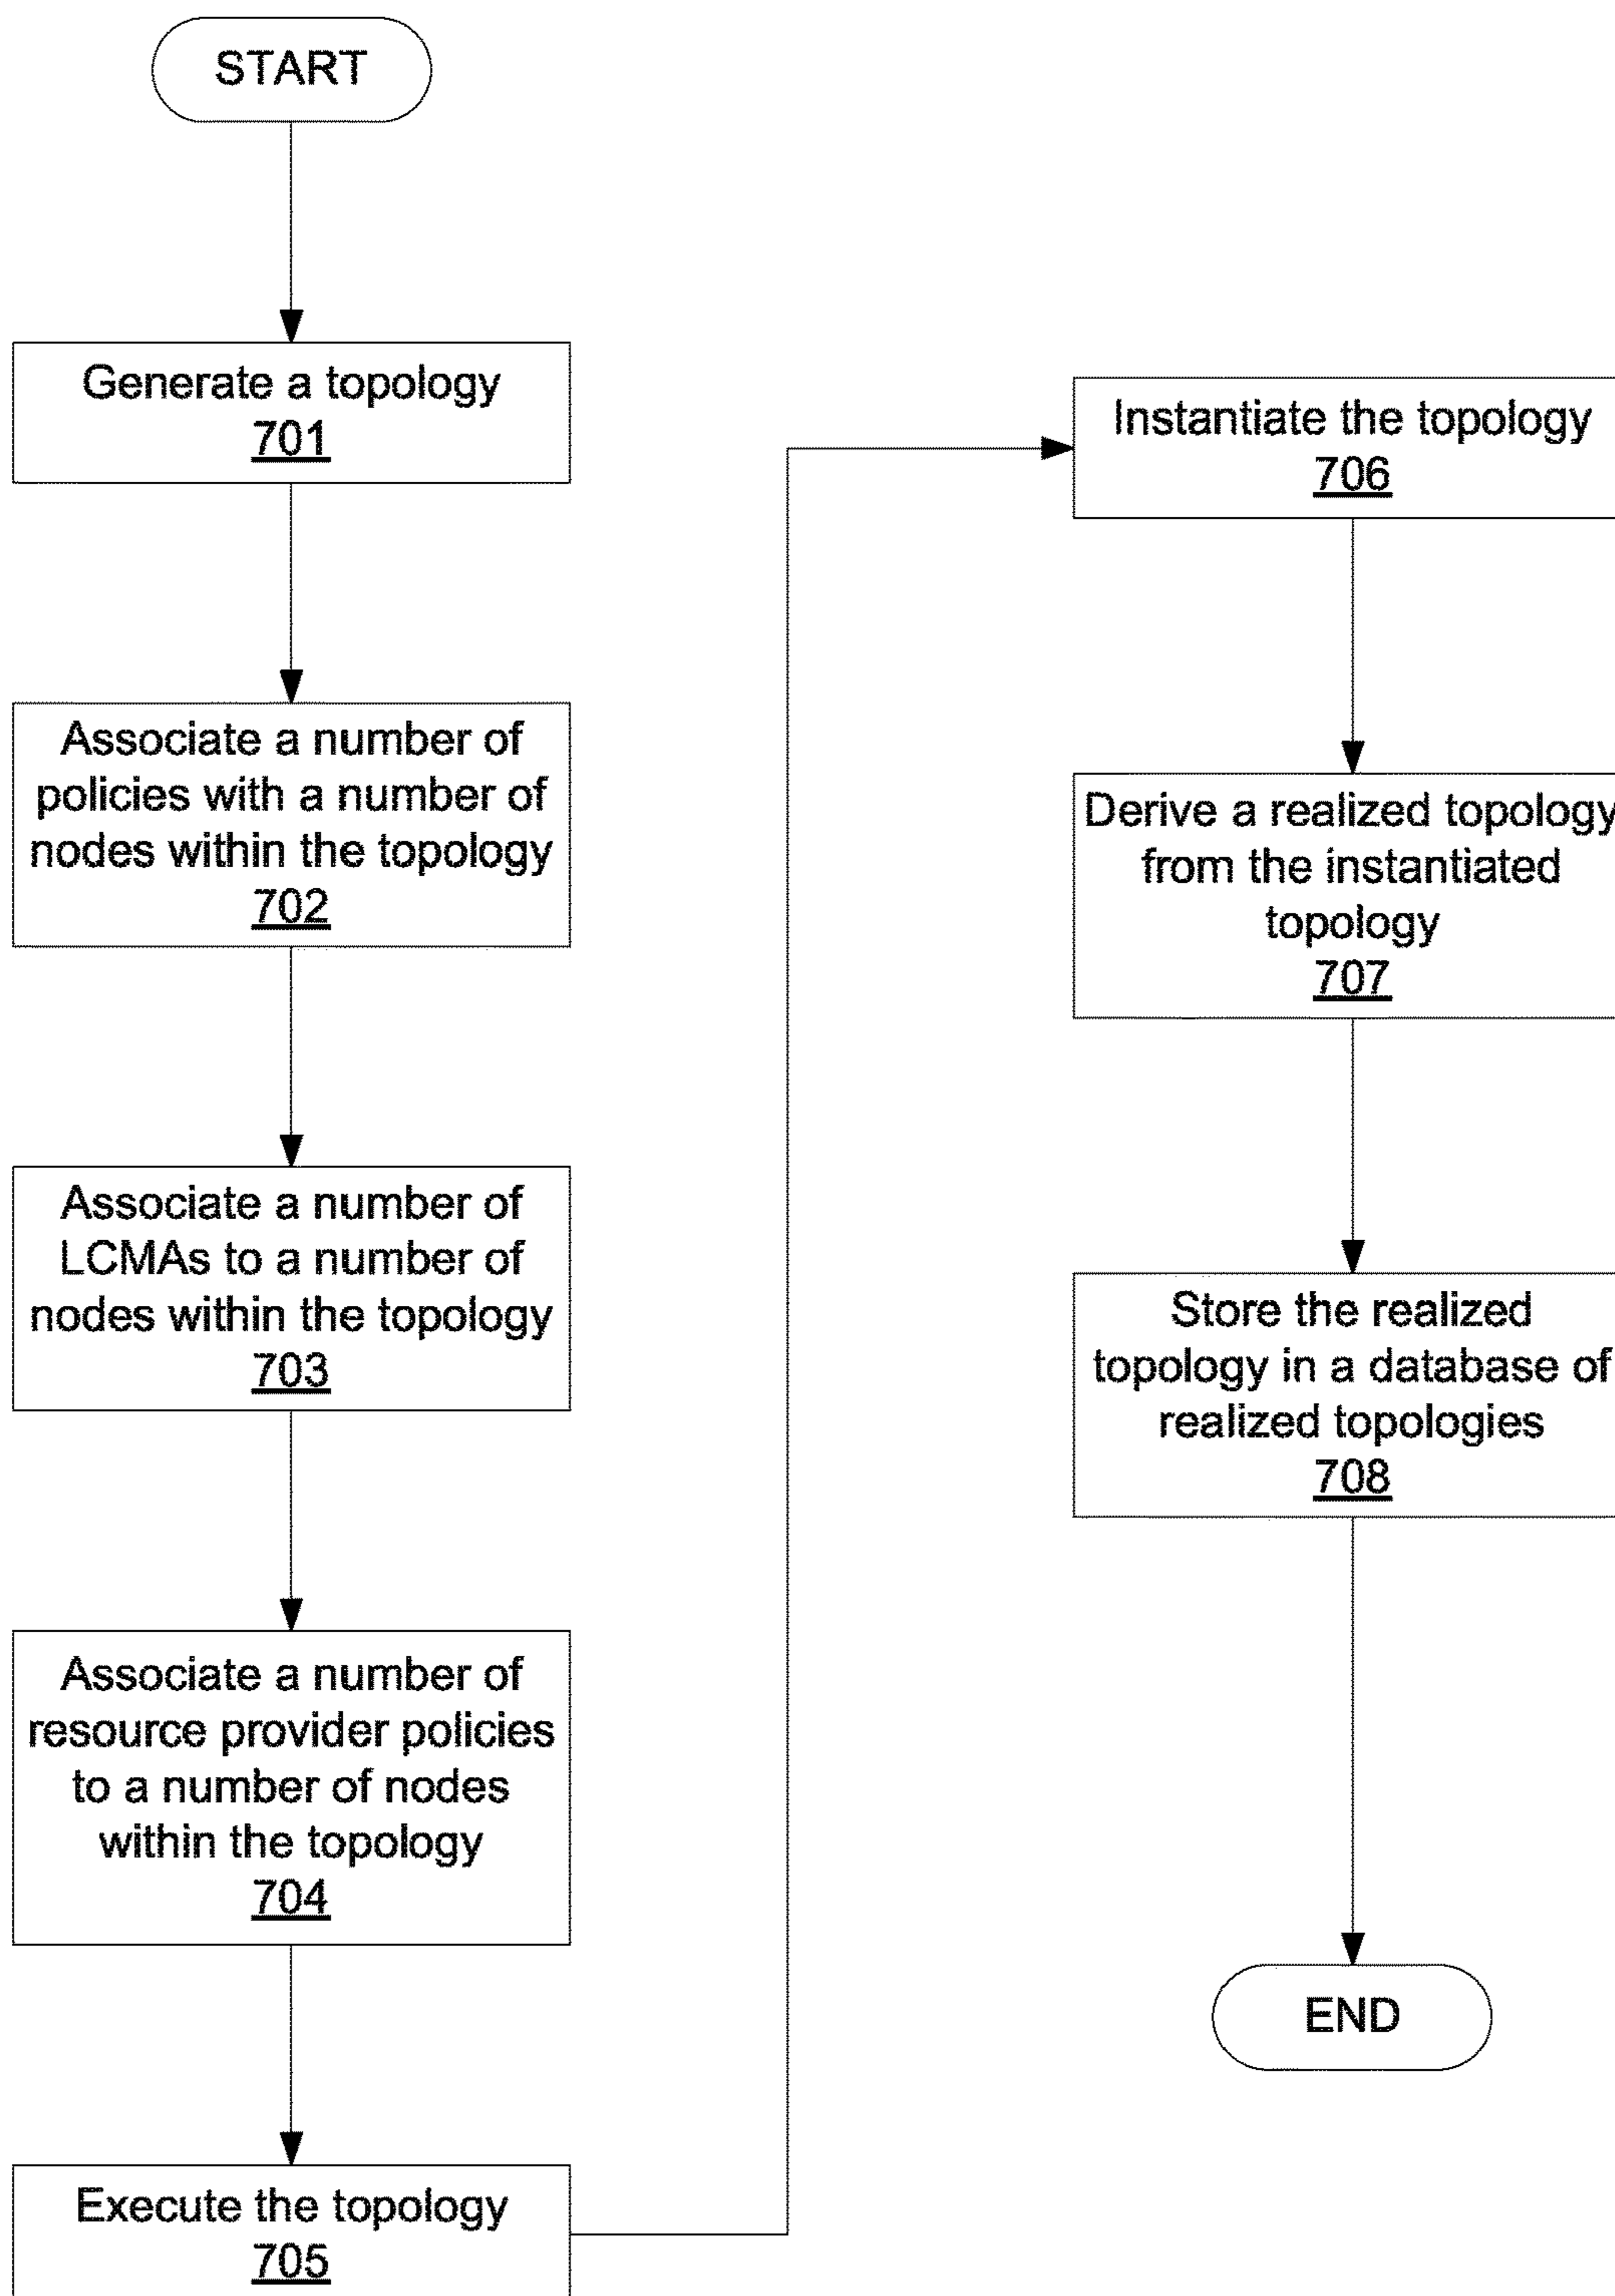 START
Generate a topology
701
Associate a number of
policies with a number of
nodes within the topology
702
Associate a number of
LCMAs to a number of
nodes within the topology
703
Associate a number of
resource provider policies
to a number of nodes
within the topology
704
Execute the topology
705
Instantiate the topology
706
Derive a realized topology
from the instantiated
topology
707
Store the realized
topology in a database of
realized topologies
708
END